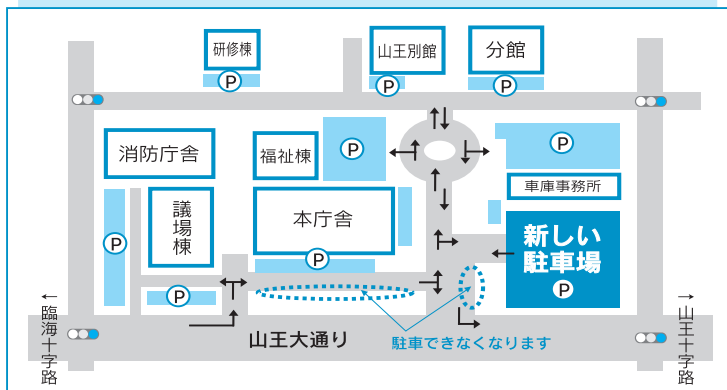 研修棟
P
山王別館
P
分館
P
消防庁舎
福祉棟
P
P
車庫事務所
議場棟
本庁舎
新しい
駐車場
P
P
P
P
←臨海十字路
山王大通り
駐車できなくなります
→山王十字路